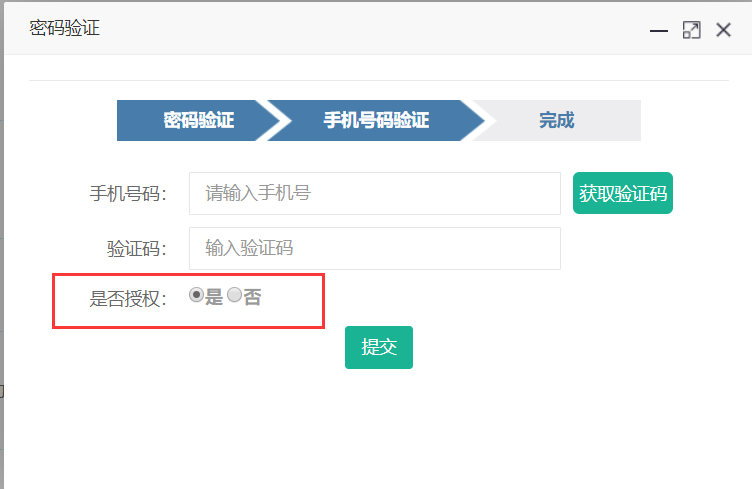 密码验证
密码验证 手机号码验证 完成
手机号码： 请输入手机号 获取验证码
验证码： 输入验证码
是否授权： 是 否
提交